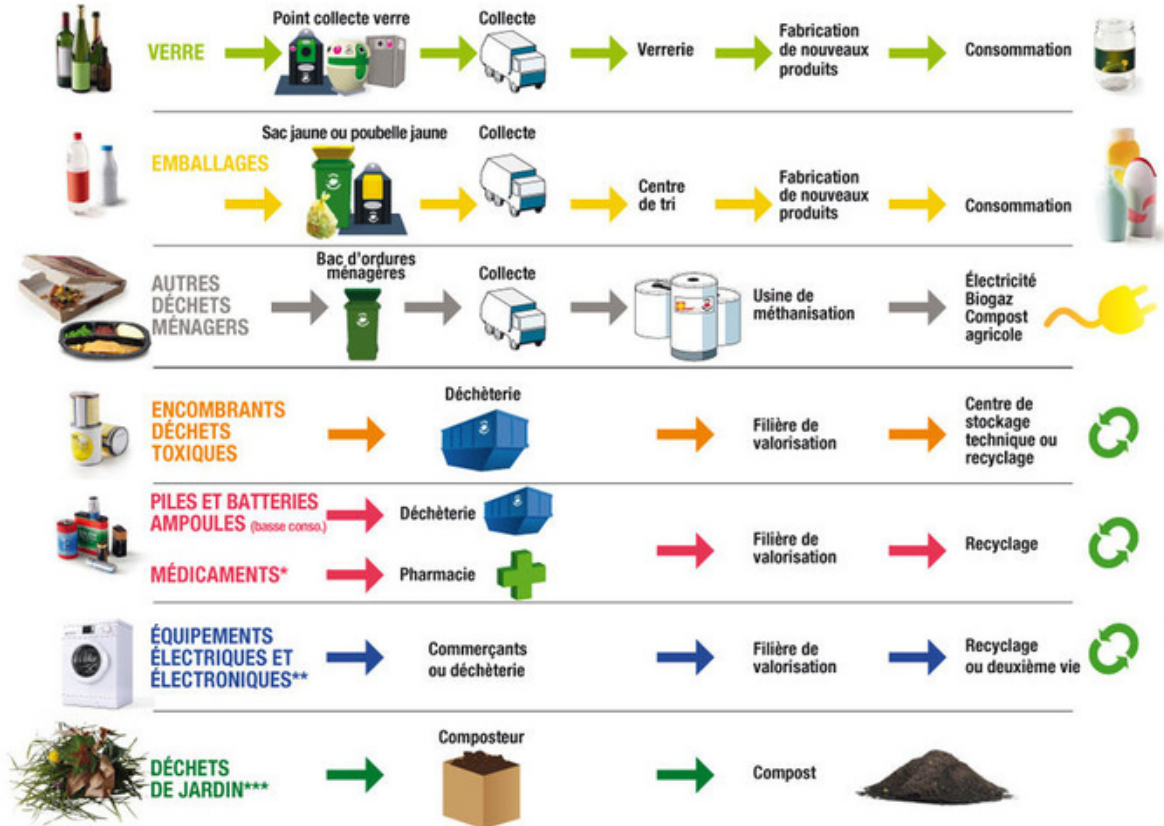 VERRE
Point collecte verre
Collecte
Verrerie
Fabrication
de nouveaux
produits
Consommation
EMBALLAGES
Sac jaune ou poubelle jaune
Collecte
Centre
de tri
Fabrication
de nouveaux
produits
Consommation
AUTRES
DÉCHETS
MÉNAGERS
Bac d'ordures
ménagères
Collecte
Usine de
méthanisation
Électricité
Biogaz
Compost
agricole
ENCOMBRANTS
DÉCHETS
TOXIQUES
Déchèterie
Filière de
valorisation
Centre de
stockage
technique ou
recyclage
PILES ET BATTERIES
AMPOULES (basse conso.)
Déchèterie
MÉDICAMENTS*
Pharmacie
Filière de
valorisation
Recyclage
ÉQUIPEMENTS
ÉLECTRIQUES ET
ÉLECTRONIQUES**
Commerçants
ou déchèterie
Filière de
valorisation
Recyclage
ou deuxième vie
DÉCHETS
DE JARDIN***
Composteur
Compost